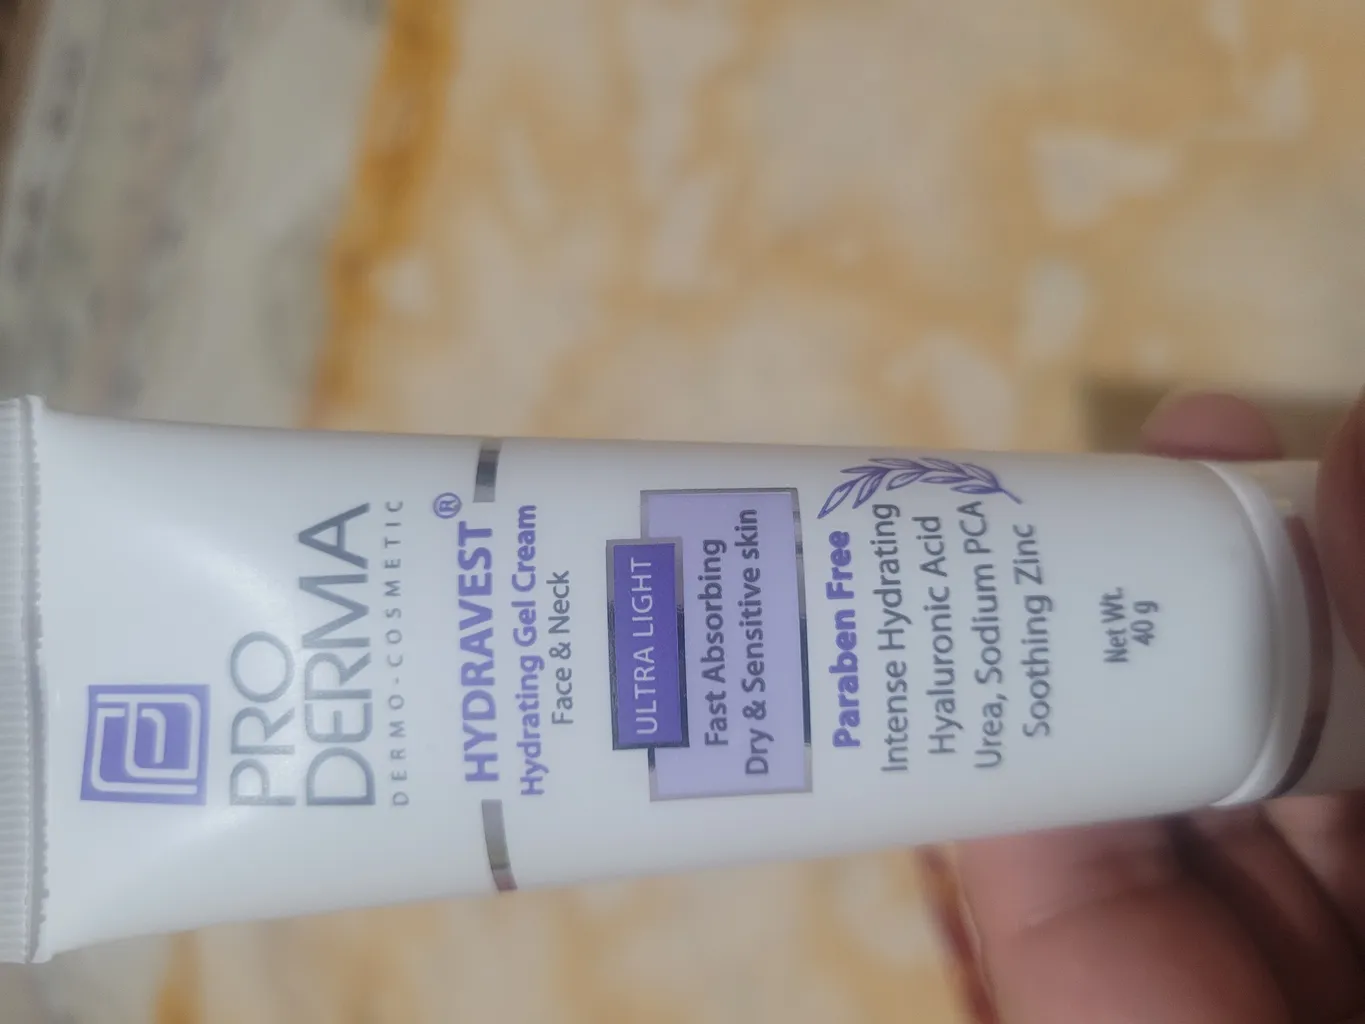 PRO
DERMA
DERMO-COSMETIC
HYDRAVEST®
Hydrating Gel Cream
Face & Neck
ULTRA LIGHT
Fast Absorbing
Dry & Sensitive skin
Paraben Free
Intense Hydrating
Hyaluronic Acid
Urea, Sodium PCA
Soothing Zinc
Net Wt.
40 g